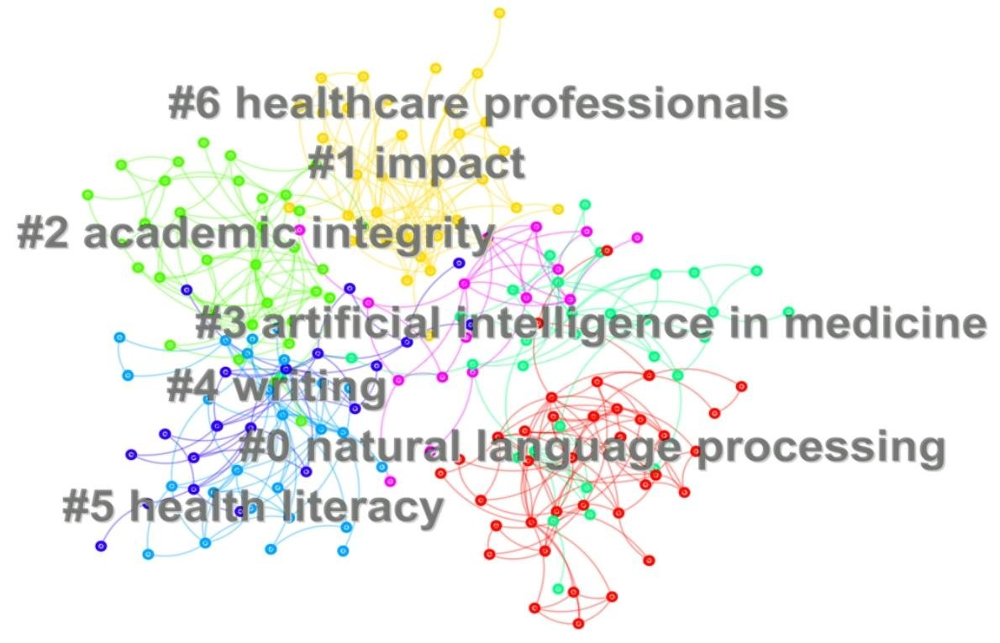 #6 healthcare professionals
#1 impact
#2 academic integrity
#3 artificial intelligence in medicine
#4 writing
#0 natural language processing
#5 health literacy